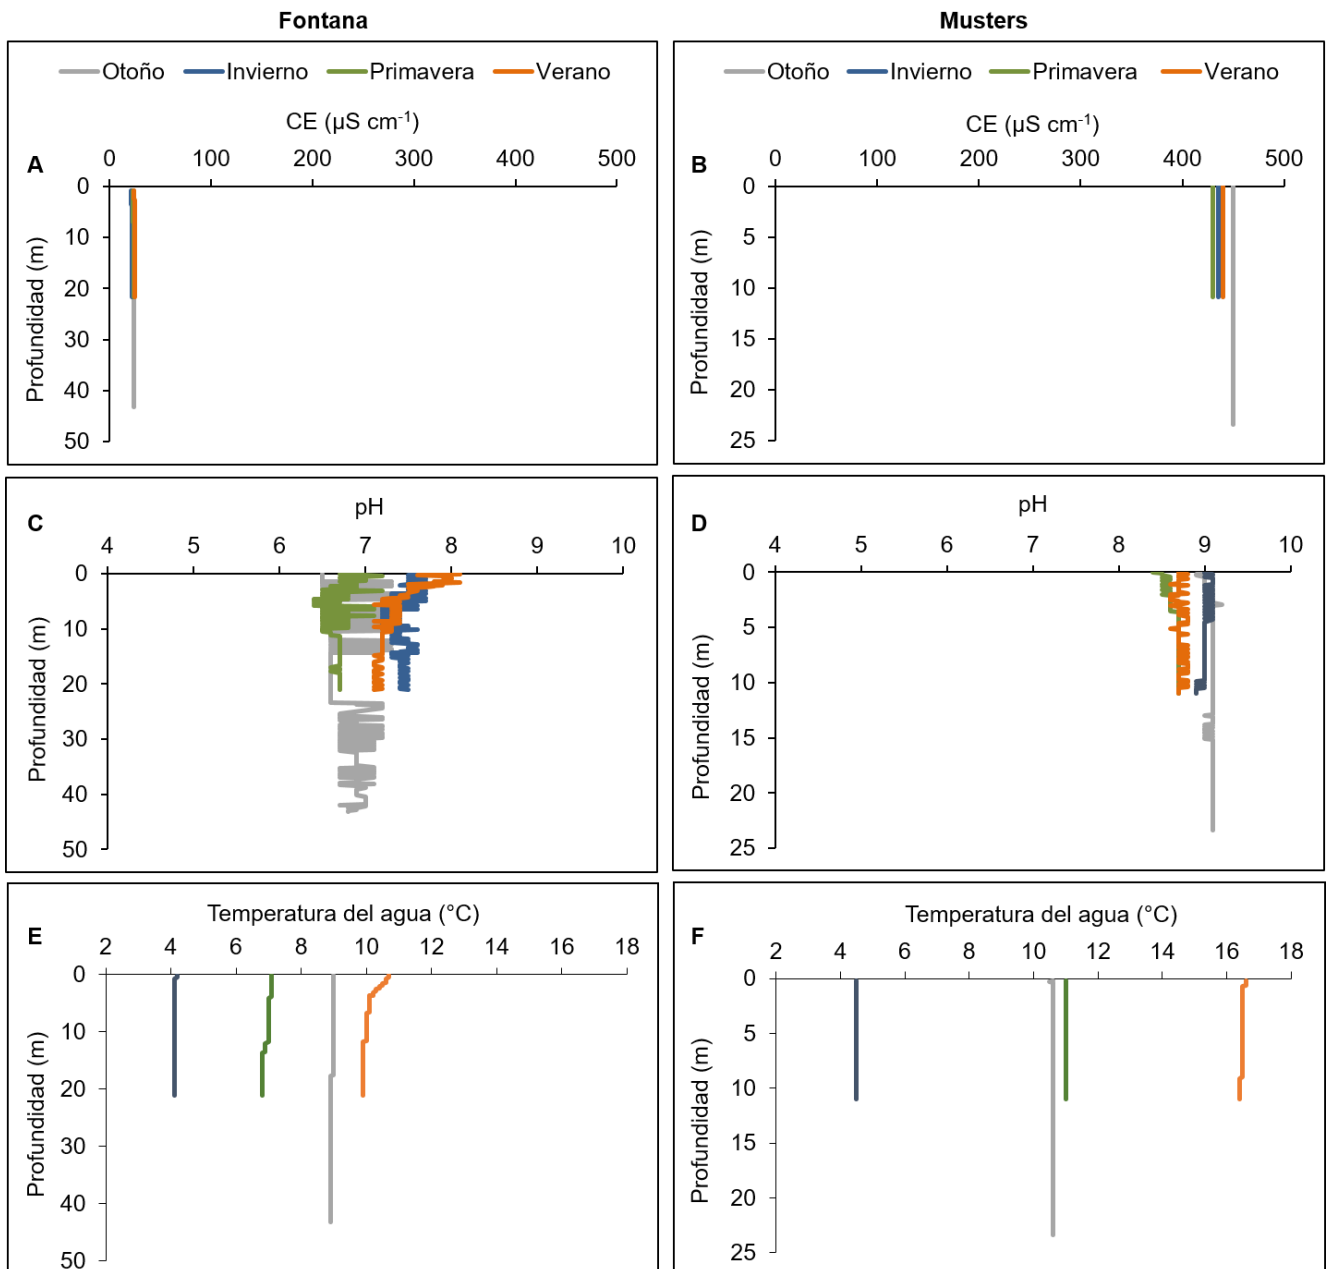 Fontana
Musters
Otoño Invierno Primavera Verano
Otoño Invierno Primavera Verano
CE (µS cm-1)
A
0 100 200 300 400 500
Profundidad (m)
0
10
20
30
40
50
CE (µS cm-1)
B
0 100 200 300 400 500
Profundidad (m)
0
5
10
15
20
25
pH
C
4 5 6 7 8 9 10
Profundidad (m)
0
10
20
30
40
50
pH
D
4 5 6 7 8 9 10
Profundidad (m)
0
5
10
15
20
25
Temperatura del agua (°C)
E
2 4 6 8 10 12 14 16 18
Profundidad (m)
0
10
20
30
40
50
Temperatura del agua (°C)
F
2 4 6 8 10 12 14 16 18
Profundidad (m)
0
5
10
15
20
25